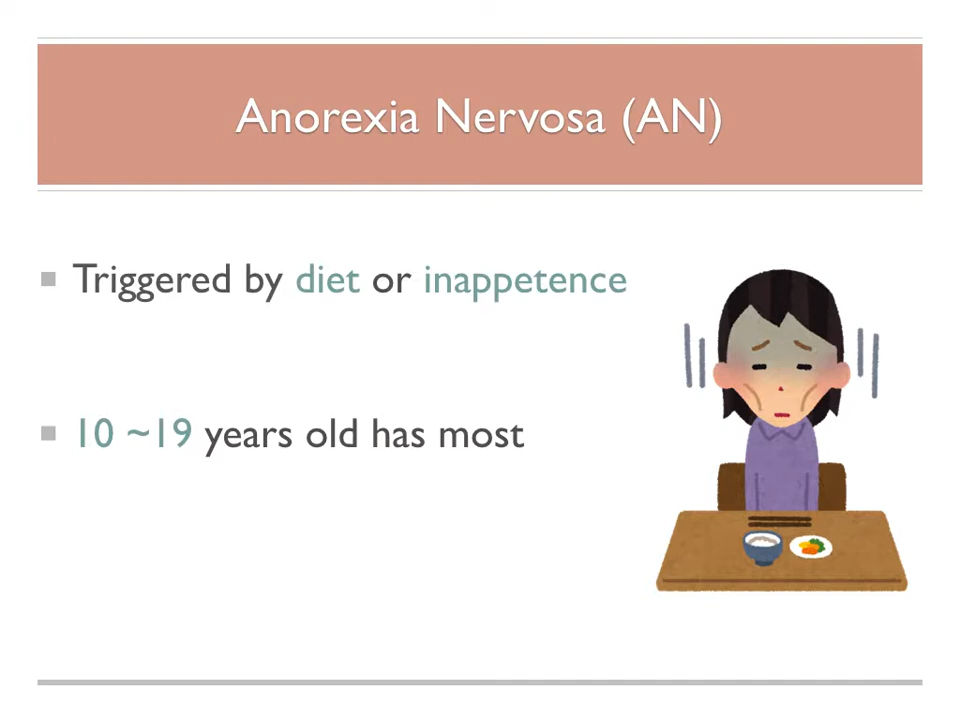 Anorexia Nervosa (AN)
Triggered by diet or inappetence
10 ~19 years old has most